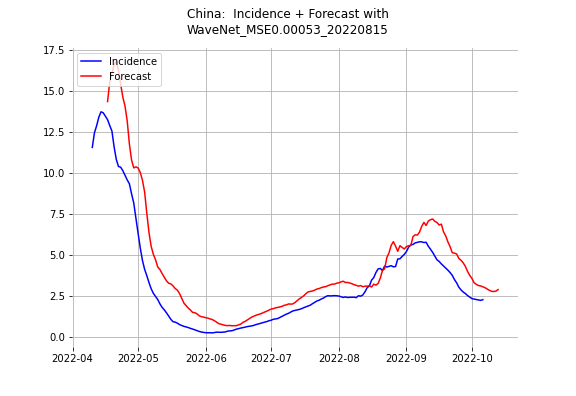 China:  Incidence + Forecast with
WaveNet_MSE0.00053_20220815
17.5
Incidence
Forecast
15.0
12.5
10.0
7.5
5.0
2.5
0.0
2022-04 2022-05 2022-06 2022-07 2022-08 2022-09 2022-10